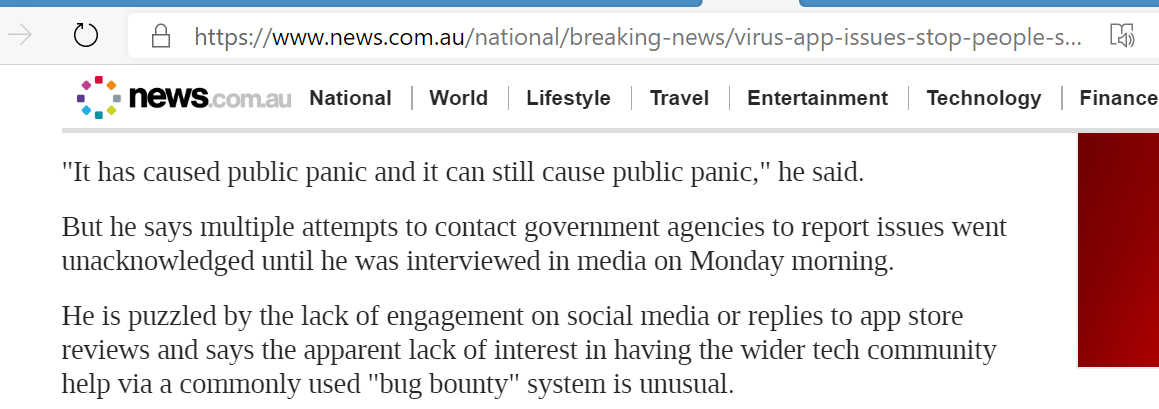 https://www.news.com.au/national/breaking-news/virus-app-issues-stop-people-s...
news.com.au National World Lifestyle Travel Entertainment Technology Finance
"It has caused public panic and it can still cause public panic," he said.
But he says multiple attempts to contact government agencies to report issues went
unacknowledged until he was interviewed in media on Monday morning.
He is puzzled by the lack of engagement on social media or replies to app store
reviews and says the apparent lack of interest in having the wider tech community
help via a commonly used "bug bounty" system is unusual.